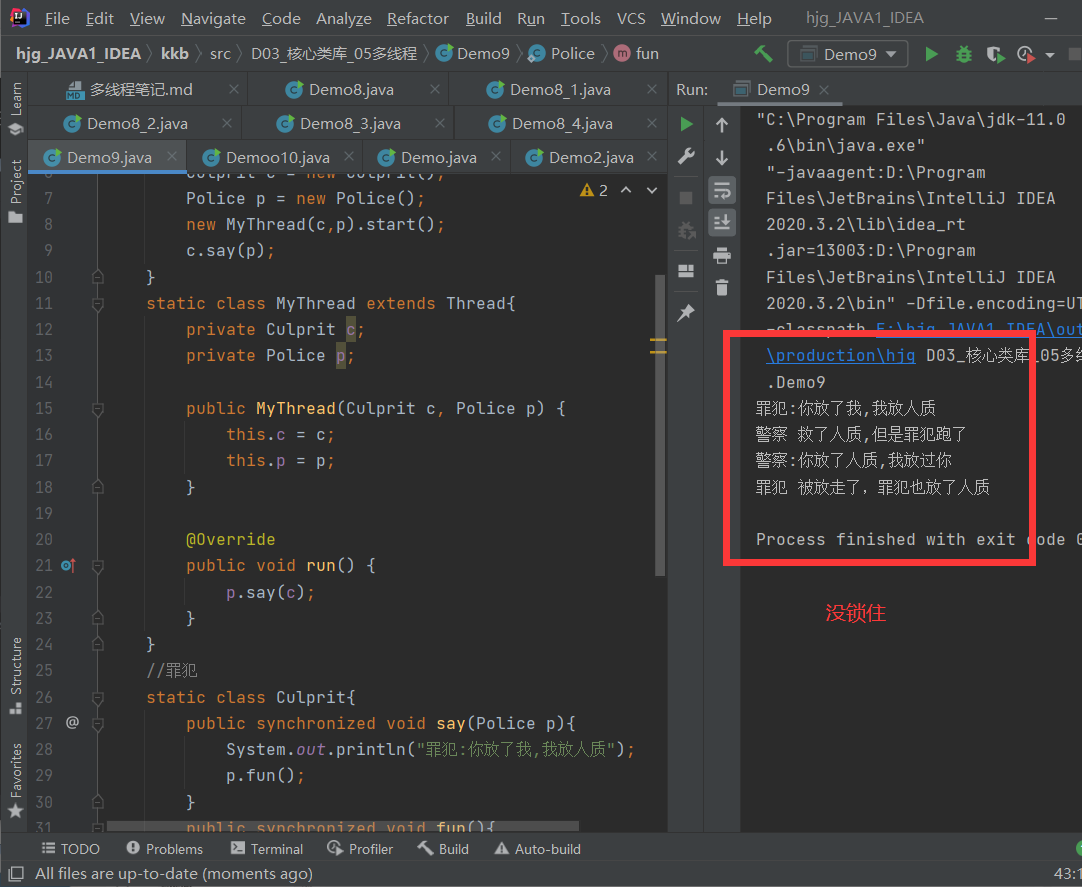 File Edit View Navigate Code Analyze Refactor Build Run Tools VCS Window Help hjg_JAVA1_IDEA
hjg_JAVA1_IDEA kkb src D03_核心类库_05多线程 Demo9 Police fun Demo9
多线程笔记.md Demo8.java Demo8_1.java
Demo8_2.java Demo8_3.java Demo8_4.java
Demo9.java Demoo10.java Demo.java Demo2.java
Learn
Project
Structure
Favorites
2
Culprit c = new Culprit();
7 Police p = new Police();
8 new MyThread(c,p).start();
9 c.say(p);
10 }
11 static class MyThread extends Thread{
12 private Culprit c;
13 private Police p;
14
15 public MyThread(Culprit c, Police p) {
16 this.c = c;
17 this.p = p;
18 }
19
20 @Override
21 public void run() {
22 p.say(c);
23 }
24 }
25 //罪犯
26 static class Culprit{
27 @ public synchronized void say(Police p){
28 System.out.println("罪犯:你放了我,我放人质");
29 p.fun();
30 }
31 public synchronized void fun(){
Run: Demo9
"C:\Program Files\Java\jdk-11.0
.6\bin\java.exe"
"-javaagent:D:\Program
Files\JetBrains\IntelliJ IDEA
2020.3.2\lib\idea_rt
.jar=13003:D:\Program
Files\JetBrains\IntelliJ IDEA
2020.3.2\bin" -Dfile.encoding=UT
-classpath E:\hjg_JAVA1_IDEA\out
\production\hjg D03_核心类库_05多线
.Demo9
罪犯:你放了我,我放人质
警察 救了人质,但是罪犯跑了
警察:你放了人质,我放过你
罪犯 被放走了，罪犯也放了人质
Process finished with exit code 0
没锁住
TODO Problems Terminal Profiler Build Auto-build
All files are up-to-date (moments ago) 43:1